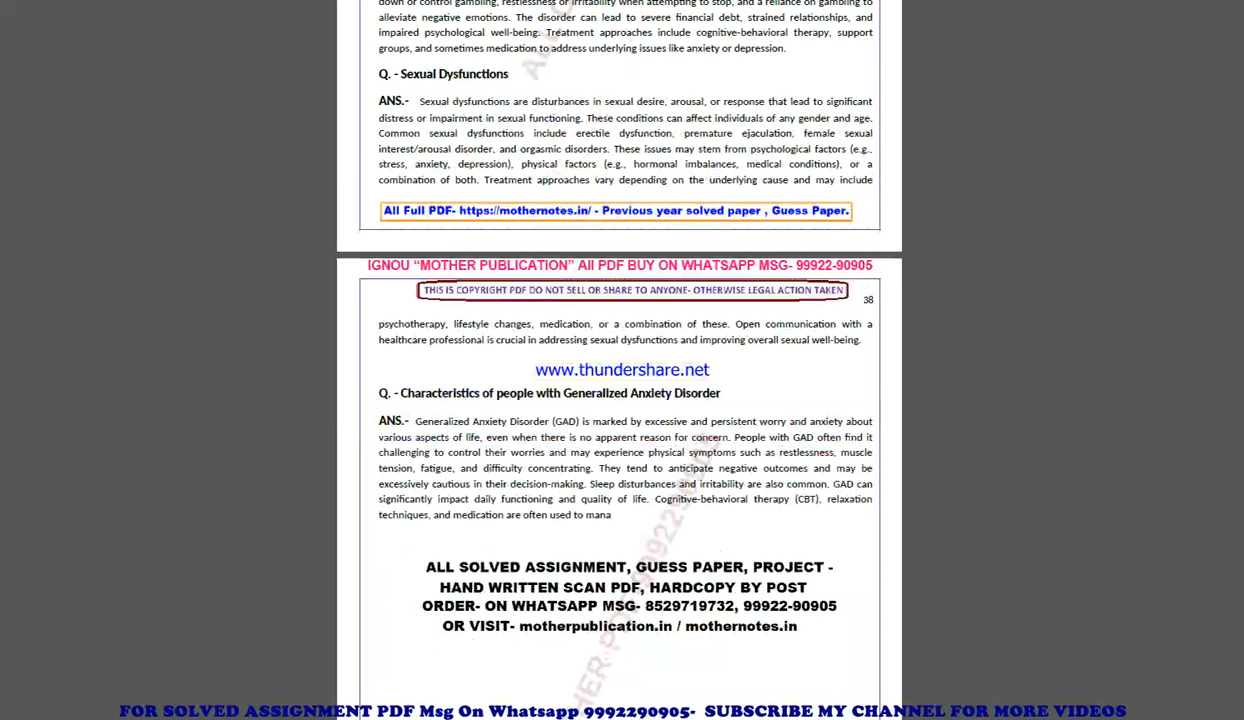 down or control gambling, restlessness or irritability when attempting to stop, and a reliance on gambling to
alleviate negative emotions. The disorder can lead to severe financial debt, strained relationships, and
impaired psychological well-being. Treatment approaches include cognitive-behavioral therapy, support
groups, and sometimes medication to address underlying issues like anxiety or depression.
Q. - Sexual Dysfunctions
ANS.- Sexual dysfunctions are disturbances in sexual desire, arousal, or response that lead to significant
distress or impairment in sexual functioning. These conditions can affect individuals of any gender and age.
Common sexual dysfunctions include erectile dysfunction, premature ejaculation, female sexual
interest/arousal disorder, and orgasmic disorders. These issues may stem from psychological factors (e.g.,
stress, anxiety, depression), physical factors (e.g., hormonal imbalances, medical conditions), or a
combination of both. Treatment approaches vary depending on the underlying cause and may include
All Full PDF- https://mothernotes.in/ - Previous year solved paper , Guess Paper.
IGNOU “MOTHER PUBLICATION” All PDF BUY ON WHATSAPP MSG- 99922-90905
THIS IS COPYRIGHT PDF DO NOT SELL OR SHARE TO ANYONE- OTHERWISE LEGAL ACTION TAKEN
38
psychotherapy, lifestyle changes, medication, or a combination of these. Open communication with a
healthcare professional is crucial in addressing sexual dysfunctions and improving overall sexual well-being.
www.thundershare.net
Q. - Characteristics of people with Generalized Anxiety Disorder
ANS.- Generalized Anxiety Disorder (GAD) is marked by excessive and persistent worry and anxiety about
various aspects of life, even when there is no apparent reason for concern. People with GAD often find it
challenging to control their worries and may experience physical symptoms such as restlessness, muscle
tension, fatigue, and difficulty concentrating. They tend to anticipate negative outcomes and may be
excessively cautious in their decision-making. Sleep disturbances and irritability are also common. GAD can
significantly impact daily functioning and quality of life. Cognitive-behavioral therapy (CBT), relaxation
techniques, and medication are often used to mana
ALL SOLVED ASSIGNMENT, GUESS PAPER, PROJECT -
HAND WRITTEN SCAN PDF, HARDCOPY BY POST
ORDER- ON WHATSAPP MSG- 8529719732, 99922-90905
OR VISIT- motherpublication.in / mothernotes.in
FOR SOLVED ASSIGNMENT PDF Msg On Whatsapp 9992290905- SUBSCRIBE MY CHANNEL FOR MORE VIDEOS